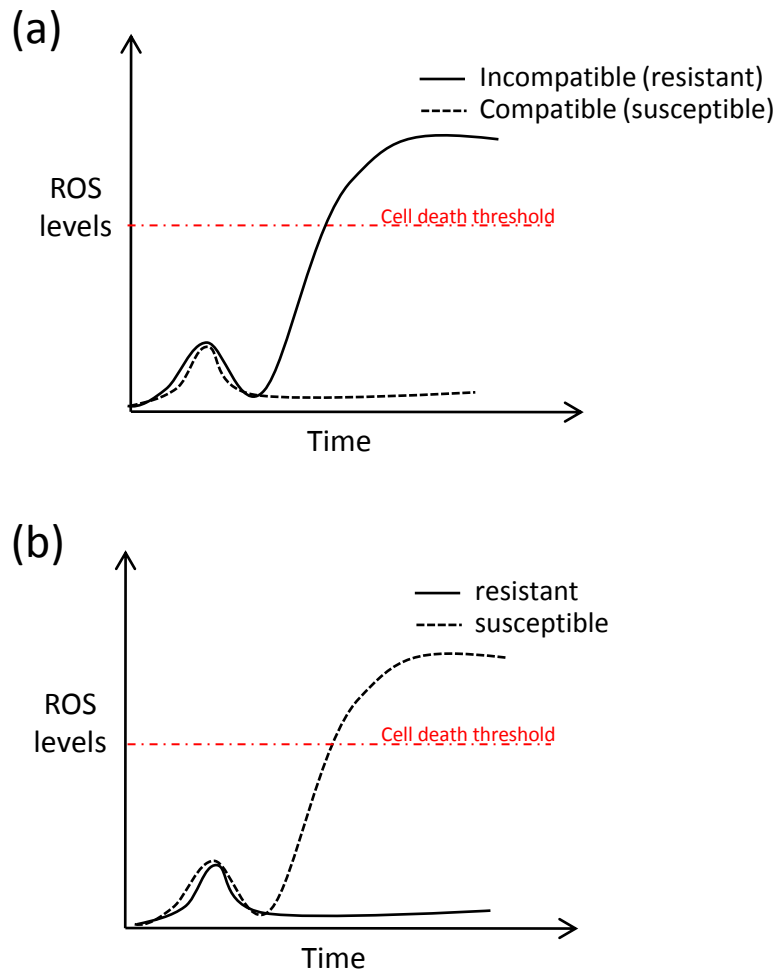 (a)
Incompatible (resistant)
Compatible (susceptible)
ROS
levels
Cell death threshold
Time
(b)
resistant
susceptible
ROS
levels
Cell death threshold
Time